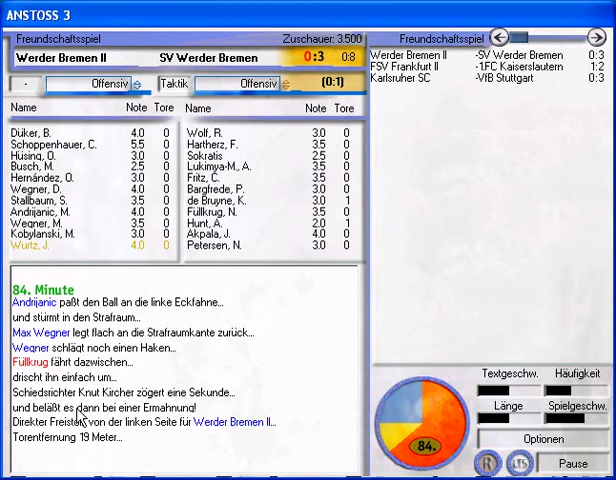 ANSTOSS 3
Freundschaftsspiel Zuschauer: 3.500
Werder Bremen II SV Werder Bremen 0:3 0:8
- Offensiv Taktik Offensiv (0:1)
Name Note Tore Name Note Tore
Düker, B. 4.0 0 Wolf, R. 3.0 0
Schoppenhauer, C. 5.5 0 Hartherz, F. 3.5 0
Hüsing, O. 3.0 0 Sokratis 2.5 0
Busch, M. 2.5 0 Lukimya-M., A. 3.5 0
Hernández, O. 3.0 0 Fritz, C. 3.5 0
Wegner, D. 4.0 0 Bargfrede, P. 3.0 0
Stallbaum, S. 3.5 0 de Bruyne, K. 3.0 1
Andrijanic, M. 4.0 0 Füllkrug, N. 3.5 0
Wegner, M. 3.5 0 Hunt, A. 2.0 1
Kobylanski, M. 3.0 0 Akpala, J. 4.0 0
Wurtz, J. 4.0 0 Petersen, N. 3.0 0
84. Minute
Andrijanic paßt den Ball an die linke Eckfahne...
und stürmt in den Strafraum...
Max Wegner legt flach an die Strafraumkante zurück...
Wegner schlägt noch einen Haken...
Füllkrug fährt dazwischen...
drischt ihn einfach um...
Schiedsrichter Knut Kircher zögert eine Sekunde...
und beläßt es dann bei einer Ermahnung!
Direkter Freistoß von der linken Seite für Werder Bremen II...
Torentfernung 19 Meter...
Freundschaftsspiel
Werder Bremen II -SV Werder Bremen 0:3
FSV Frankfurt II -1.FC Kaiserslautern 1:2
Karlsruher SC -VfB Stuttgart 0:3
Textgeschw. Häufigkeit
Länge Spielgeschw.
84.
Optionen
R LTS Pause